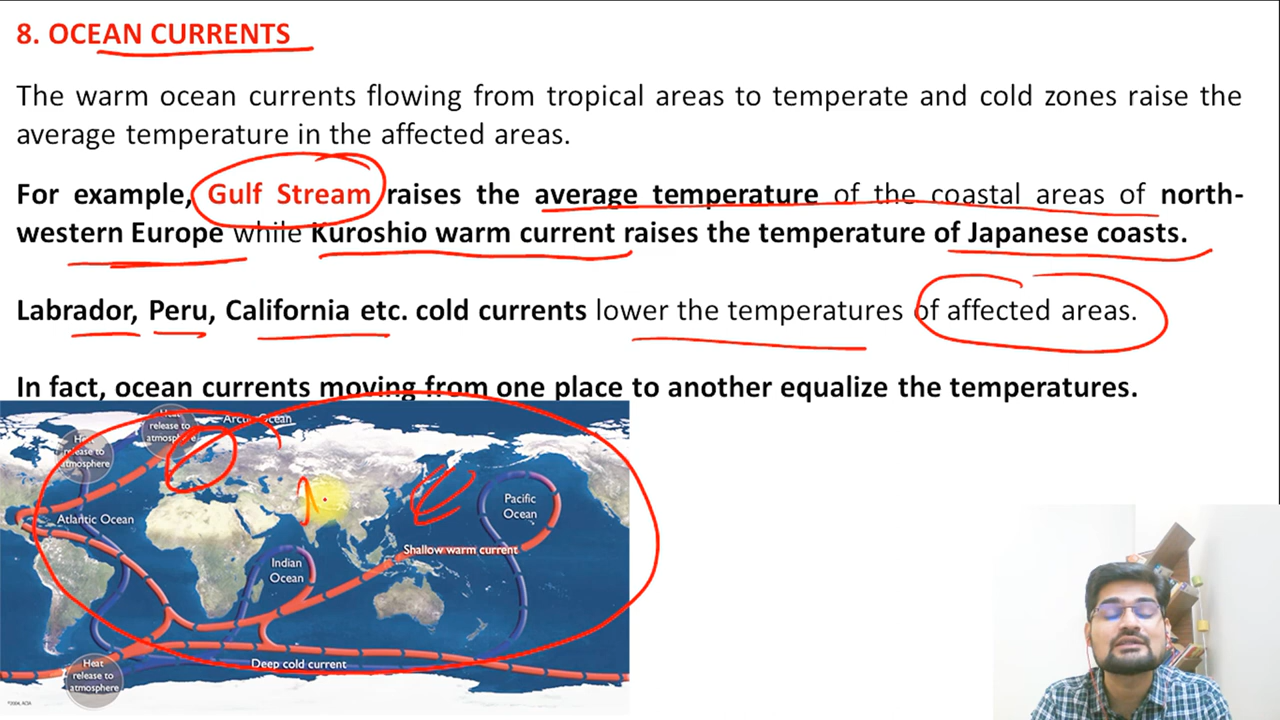 8. OCEAN CURRENTS
The warm ocean currents flowing from tropical areas to temperate and cold zones raise the
average temperature in the affected areas.
For example, Gulf Stream raises the average temperature of the coastal areas of north-
western Europe while Kuroshio warm current raises the temperature of Japanese coasts.
Labrador, Peru, California etc. cold currents lower the temperatures of affected areas.
In fact, ocean currents moving from one place to another equalize the temperatures.
Heat
release to
atmosphere
Arctic Ocean
Heat
release to
atmosphere
Atlantic Ocean
Pacific
Ocean
Shallow warm current
Indian
Ocean
Deep cold current
Heat
release to
atmosphere